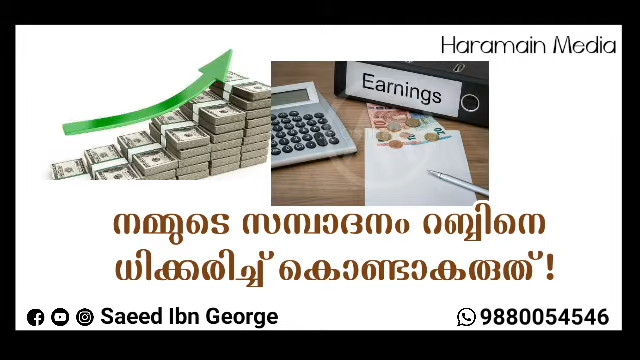 Haramain Media
Earnings
നമ്മുടെ സമ്പാദനം റബ്ബിനെ
ധിക്കരിച്ച് കൊണ്ടാകരുത് !
Saeed Ibn George
9880054546